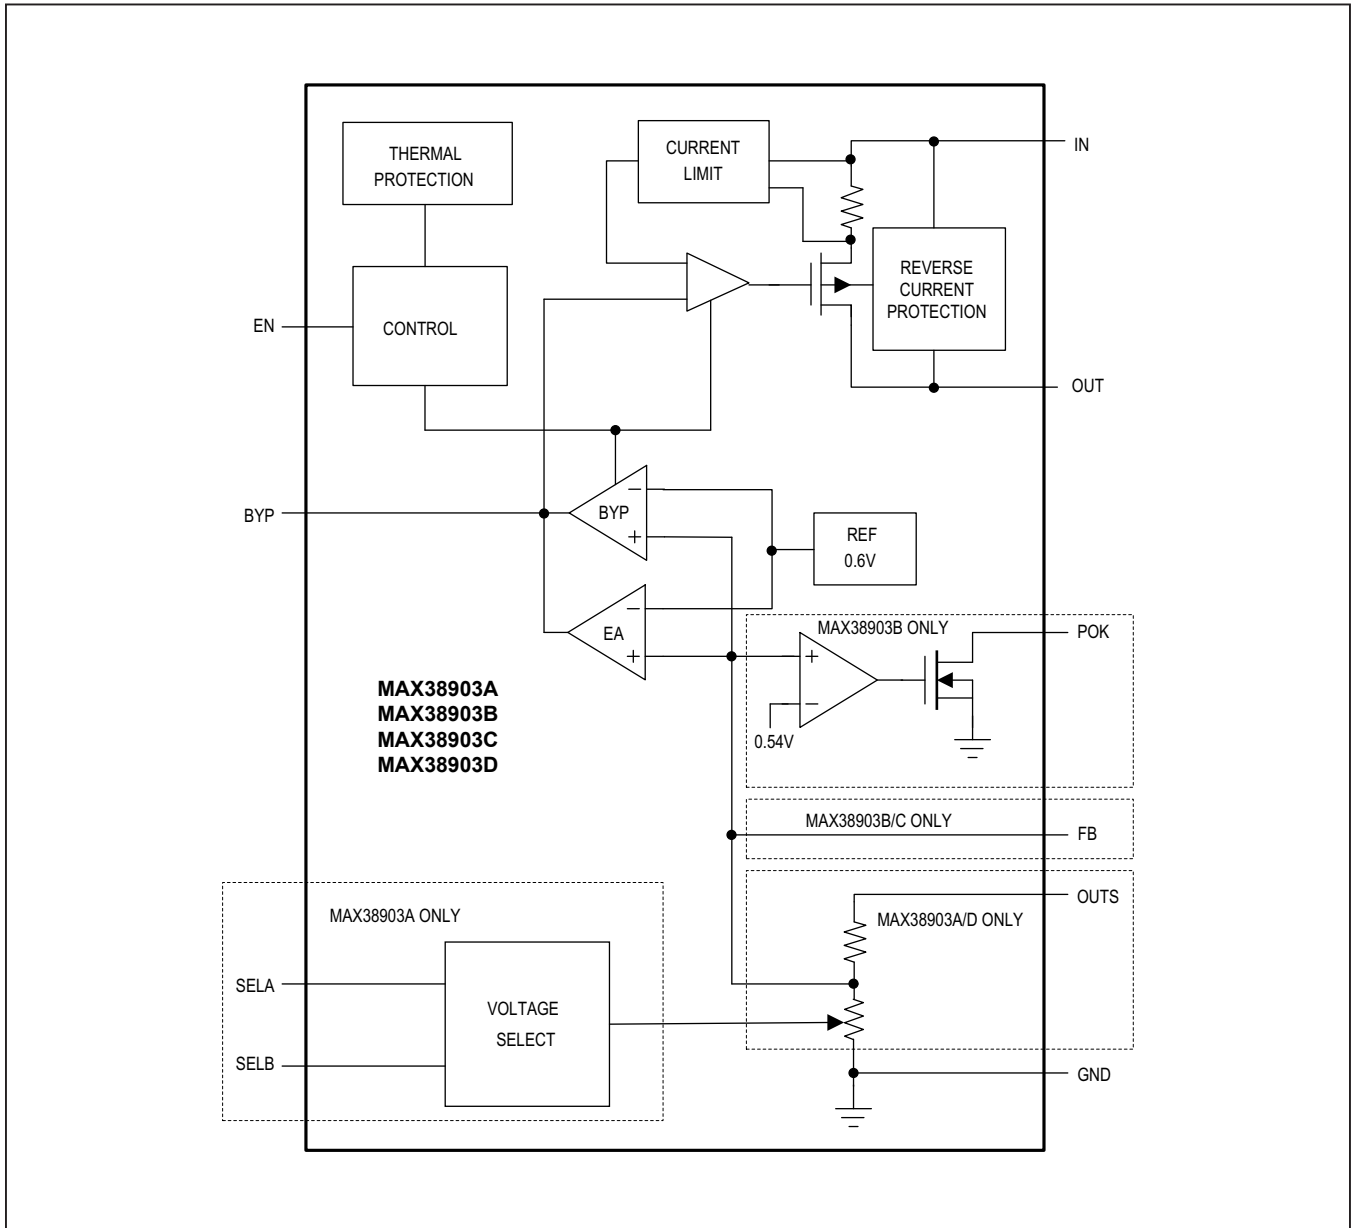 THERMAL
PROTECTION
CURRENT
LIMIT
IN
REVERSE
CURRENT
PROTECTION
EN
CONTROL
OUT
BYP
−
BYP
+
REF
0.6V
−
EA
+
MAX38903B ONLY
POK
+
−
0.54V
MAX38903A
MAX38903B
MAX38903C
MAX38903D
MAX38903B/C ONLY
FB
OUTS
MAX38903A/D ONLY
MAX38903A ONLY
SELA
VOLTAGE
SELECT
SELB
GND